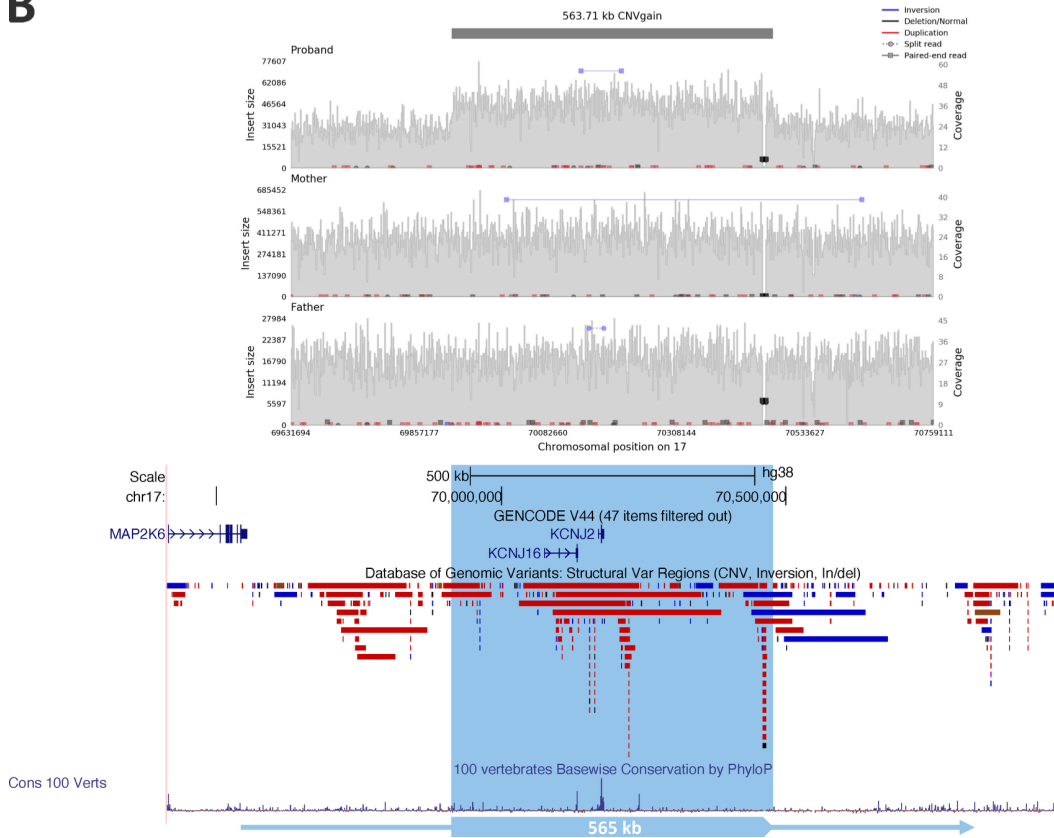 B
563.71 kb CNVgain
Inversion
Deletion/Normal
Duplication
Split read
Paired-end read
Proband
77607
62086
46564
31043
15521
0
Insert size
60
48
36
24
12
0
Coverage
Mother
685452
548361
411271
274181
137090
0
Insert size
40
32
24
16
8
0
Coverage
Father
27984
22387
16790
11194
5597
0
Insert size
45
36
27
18
9
0
Coverage
69631694 69857177 70082660 70308144 70533627 70759111
Chromosomal position on 17
Scale 500 kb hg38
chr17: 70,000,000 70,500,000
GENCODE V44 (47 items filtered out)
MAP2K6 KCNJ2
KCNJ16
Database of Genomic Variants: Structural Var Regions (CNV, Inversion, In/del)
100 vertebrates Basewise Conservation by PhyloP
Cons 100 Verts
565 kb